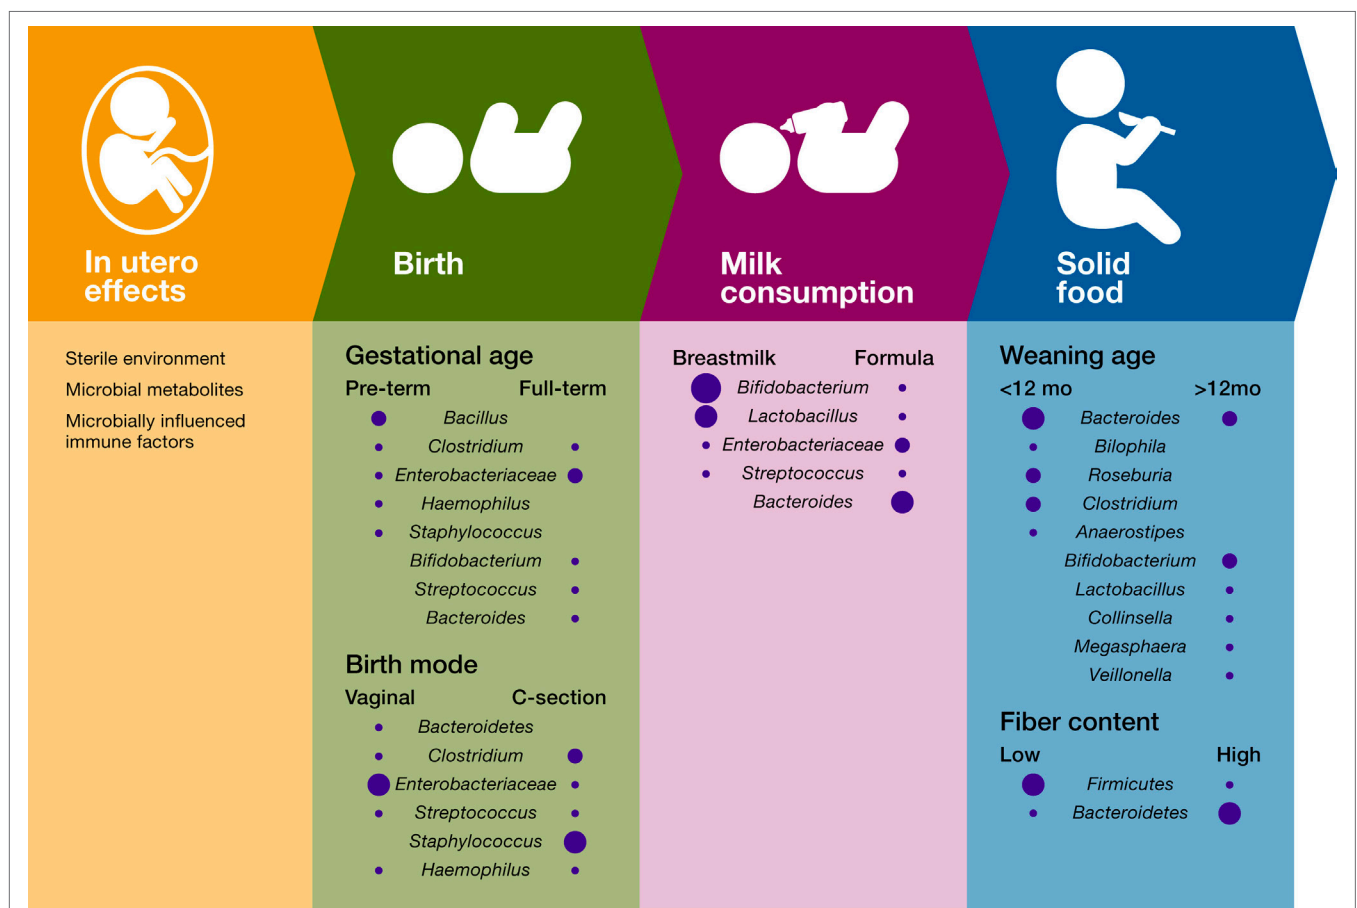 In utero
effects
Birth
Milk
consumption
Solid
food
Sterile environment
Microbial metabolites
Microbially influenced
immune factors
Gestational age
Pre-term Full-term
Bacillus
Clostridium
Enterobacteriaceae
Haemophilus
Staphylococcus
Bifidobacterium
Streptococcus
Bacteroides
Birth mode
Vaginal C-section
Bacteroidetes
Clostridium
Enterobacteriaceae
Streptococcus
Staphylococcus
Haemophilus
Breastmilk Formula
Bifidobacterium
Lactobacillus
Enterobacteriaceae
Streptococcus
Bacteroides
Weaning age
<12 mo >12mo
Bacteroides
Bilophila
Roseburia
Clostridium
Anaerostipes
Bifidobacterium
Lactobacillus
Collinsella
Megasphaera
Veillonella
Fiber content
Low High
Firmicutes
Bacteroidetes